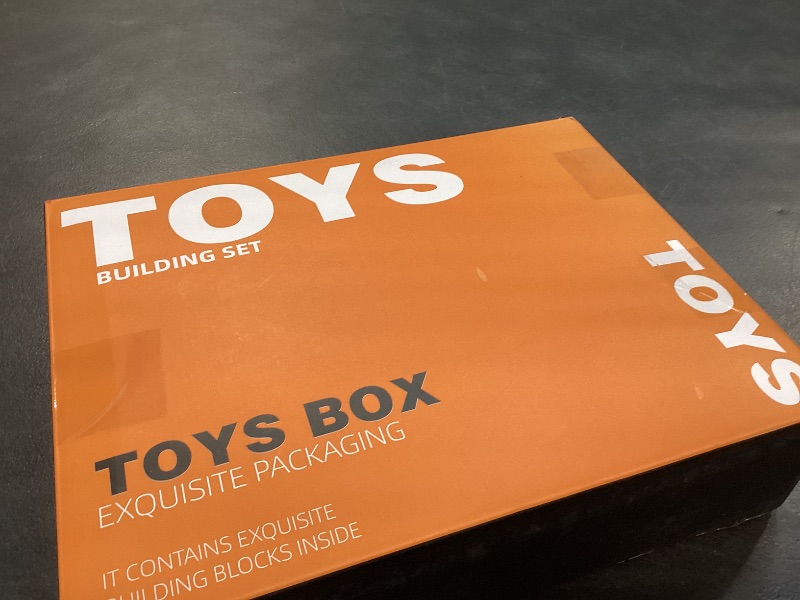 TOYS
BUILDING SET
TOYS
TOYS BOX
EXQUISITE PACKAGING
IT CONTAINS EXQUISITE
BUILDING BLOCKS INSIDE